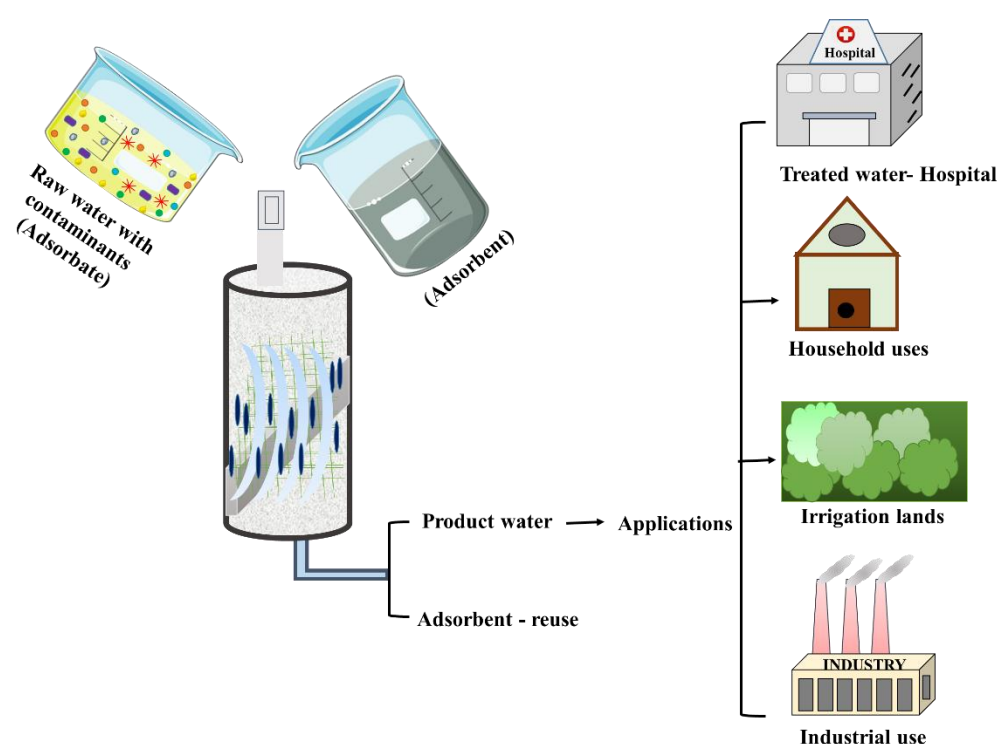 Raw water with
contaminants
(Adsorbate)
(Adsorbent)
Product water
Adsorbent - reuse
Applications
Hospital
Treated water- Hospital
Household uses
Irrigation lands
INDUSTRY
Industrial use